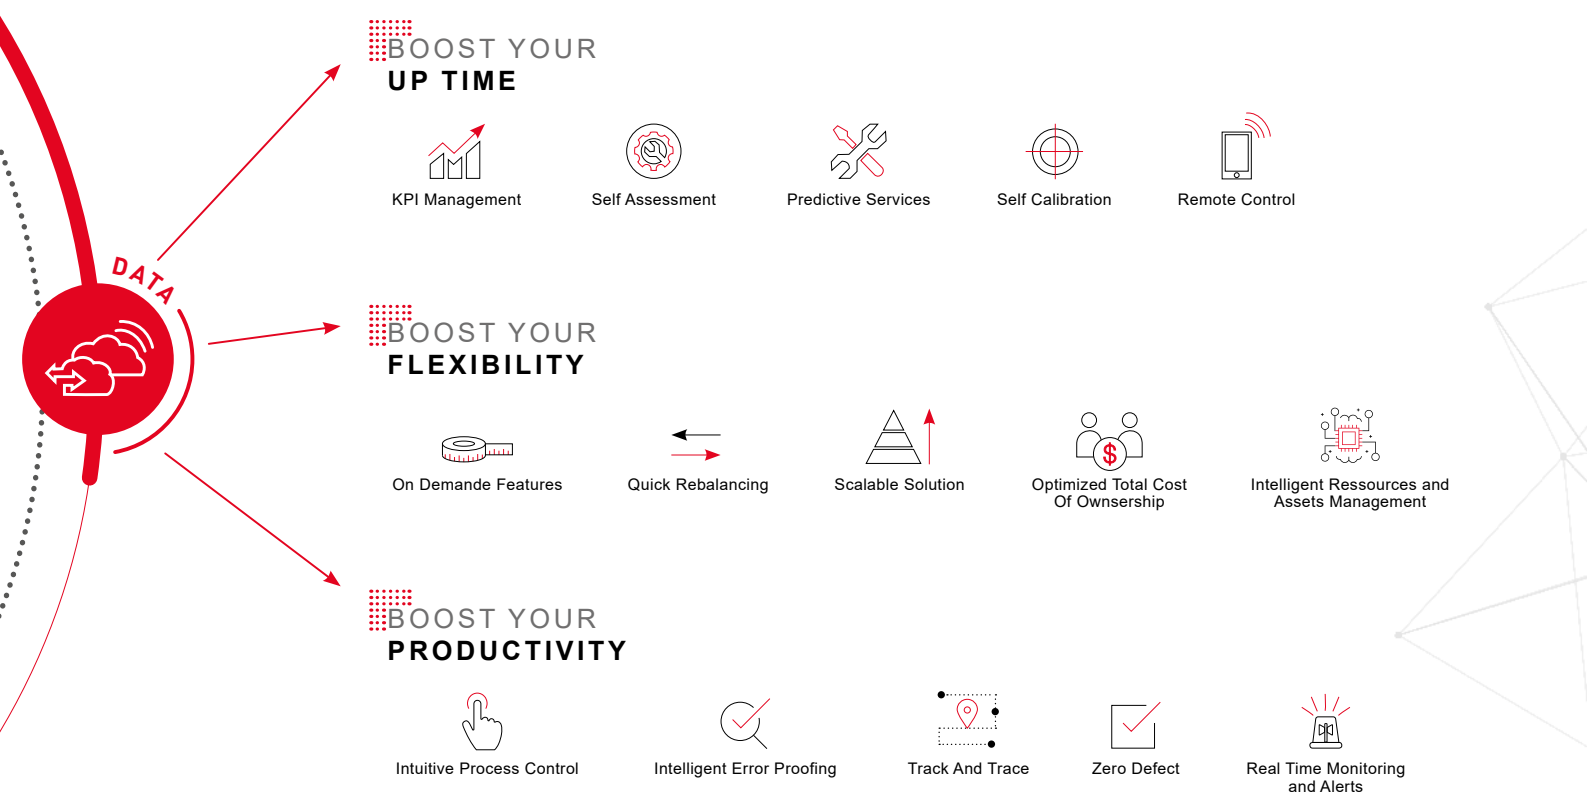 DATA
BOOST YOUR
UP TIME
KPI Management
Self Assessment
Predictive Services
Self Calibration
Remote Control
BOOST YOUR
FLEXIBILITY
On Demande Features
Quick Rebalancing
Scalable Solution
$
Optimized Total Cost
Of Ownsership
Intelligent Ressources and
Assets Management
BOOST YOUR
PRODUCTIVITY
Intuitive Process Control
Intelligent Error Proofing
Track And Trace
Zero Defect
Real Time Monitoring
and Alerts